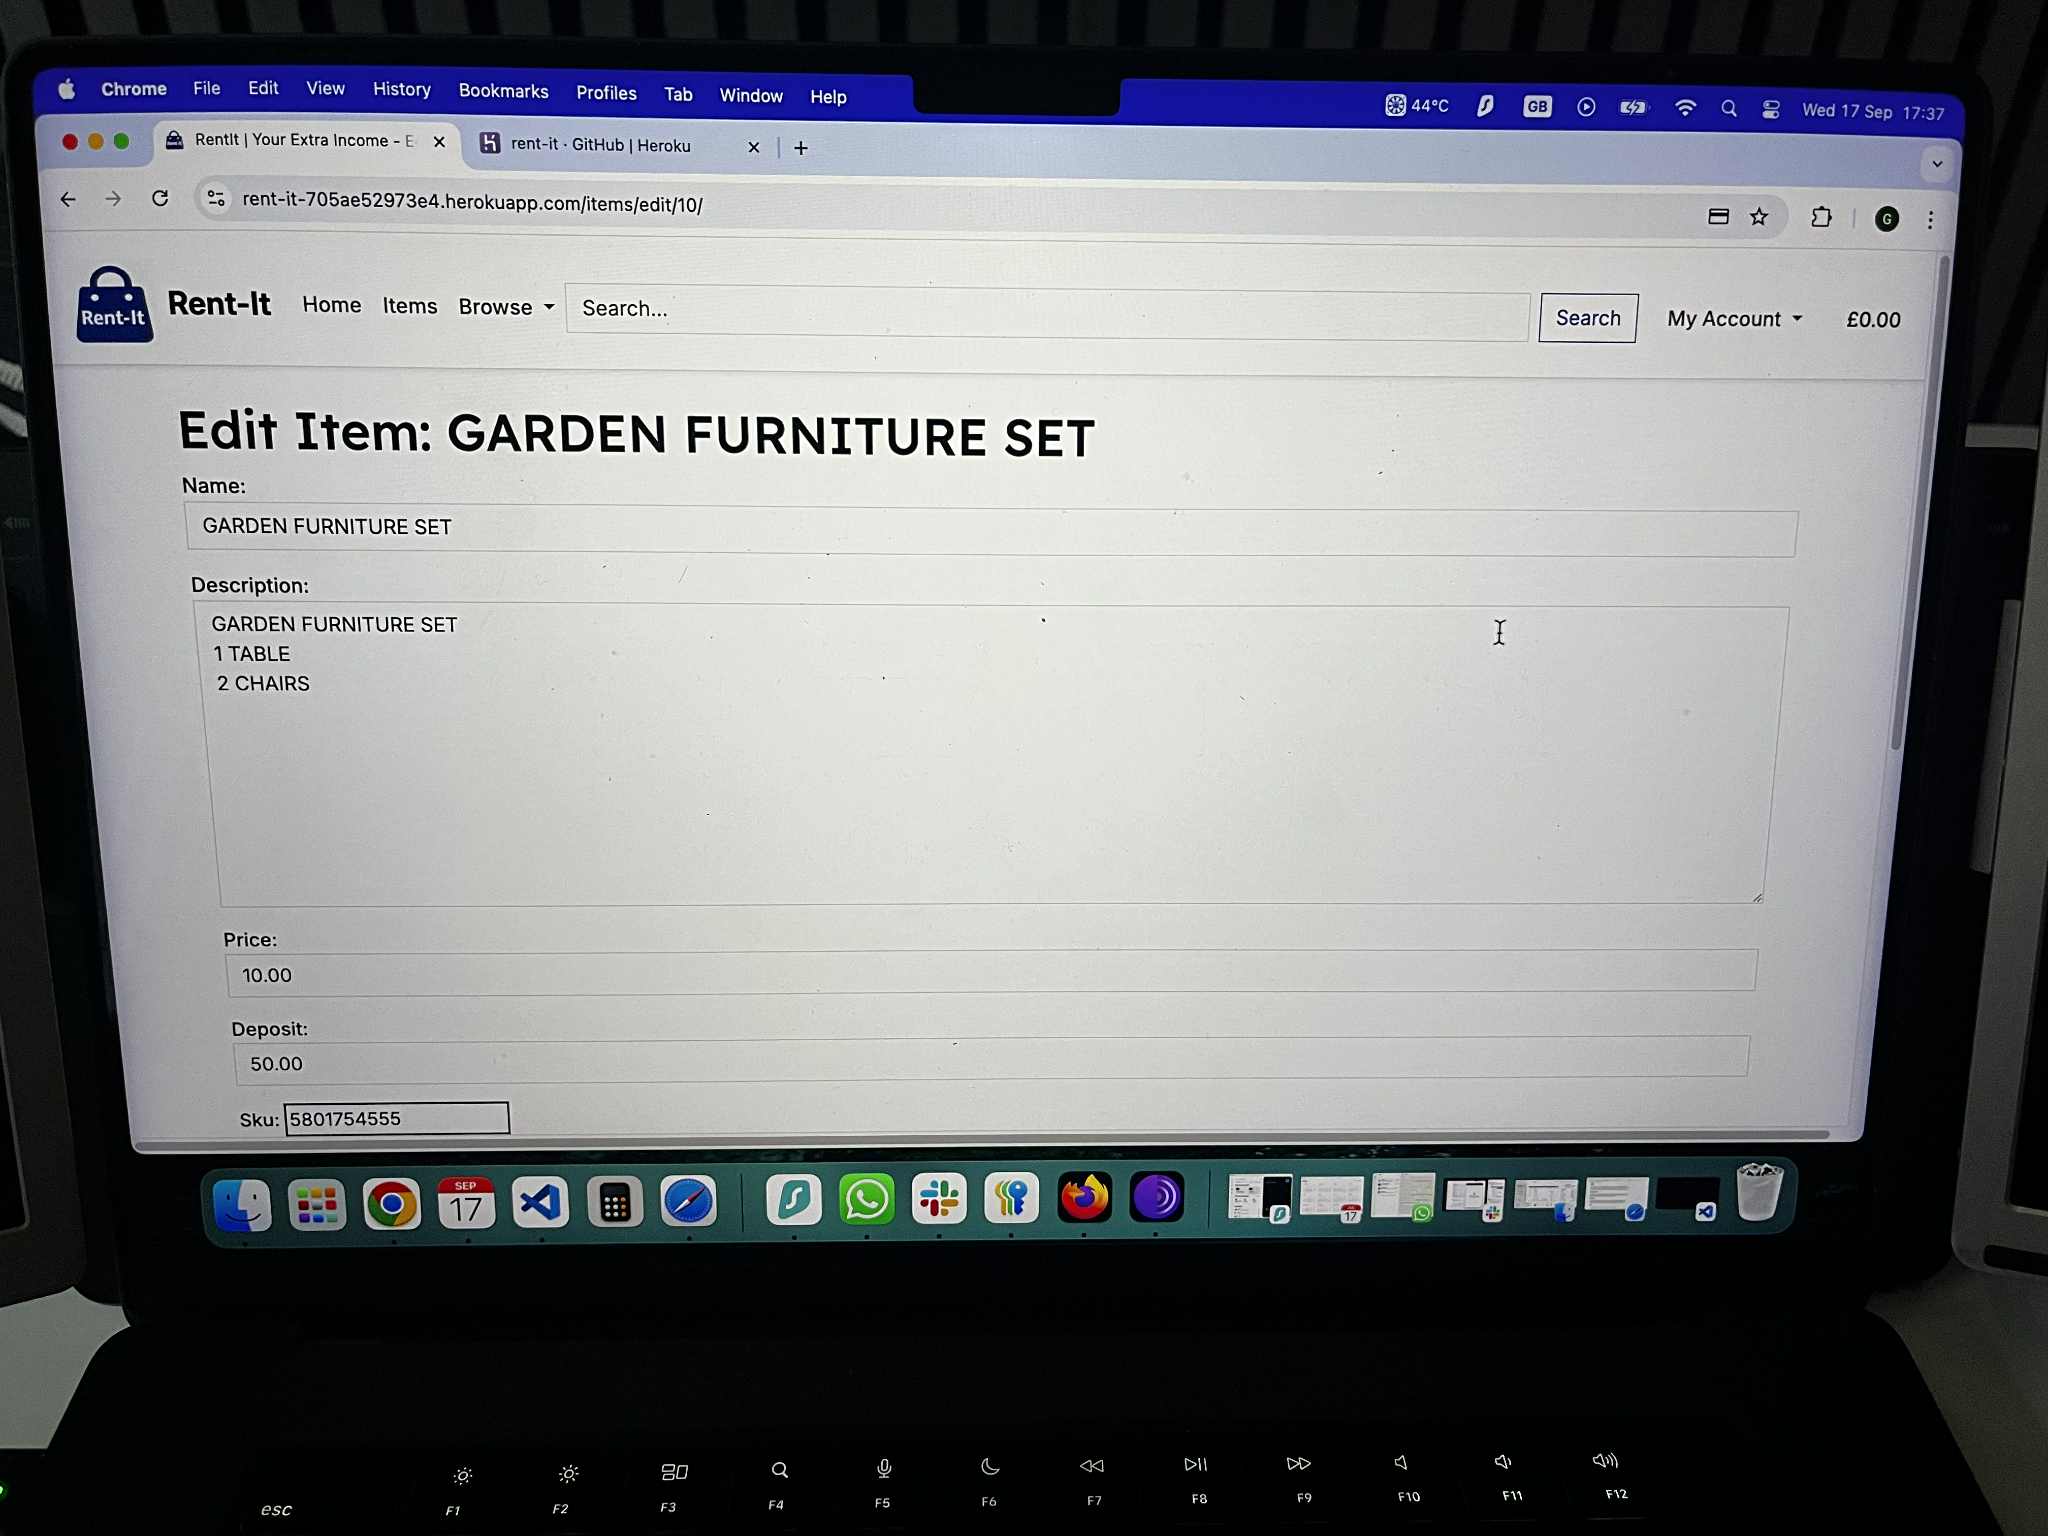 Chrome File Edit View History Bookmarks Profiles Tab Window Help 44°C GB Wed 17 Sep 17:37
RentIt | Your Extra Income - E rent-it · GitHub | Heroku
rent-it-705ae52973e4.herokuapp.com/items/edit/10/ G
Rent-It Rent-It Home Items Browse Search... Search My Account £0.00
Edit Item: GARDEN FURNITURE SET
Name:
GARDEN FURNITURE SET
Description:
GARDEN FURNITURE SET
1 TABLE
2 CHAIRS
Price:
10.00
Deposit:
50.00
Sku: 5801754555
SEP
17
17
esc F1 F2 F3 F4 F5 F6 F7 F8 F9 F10 F11 F12